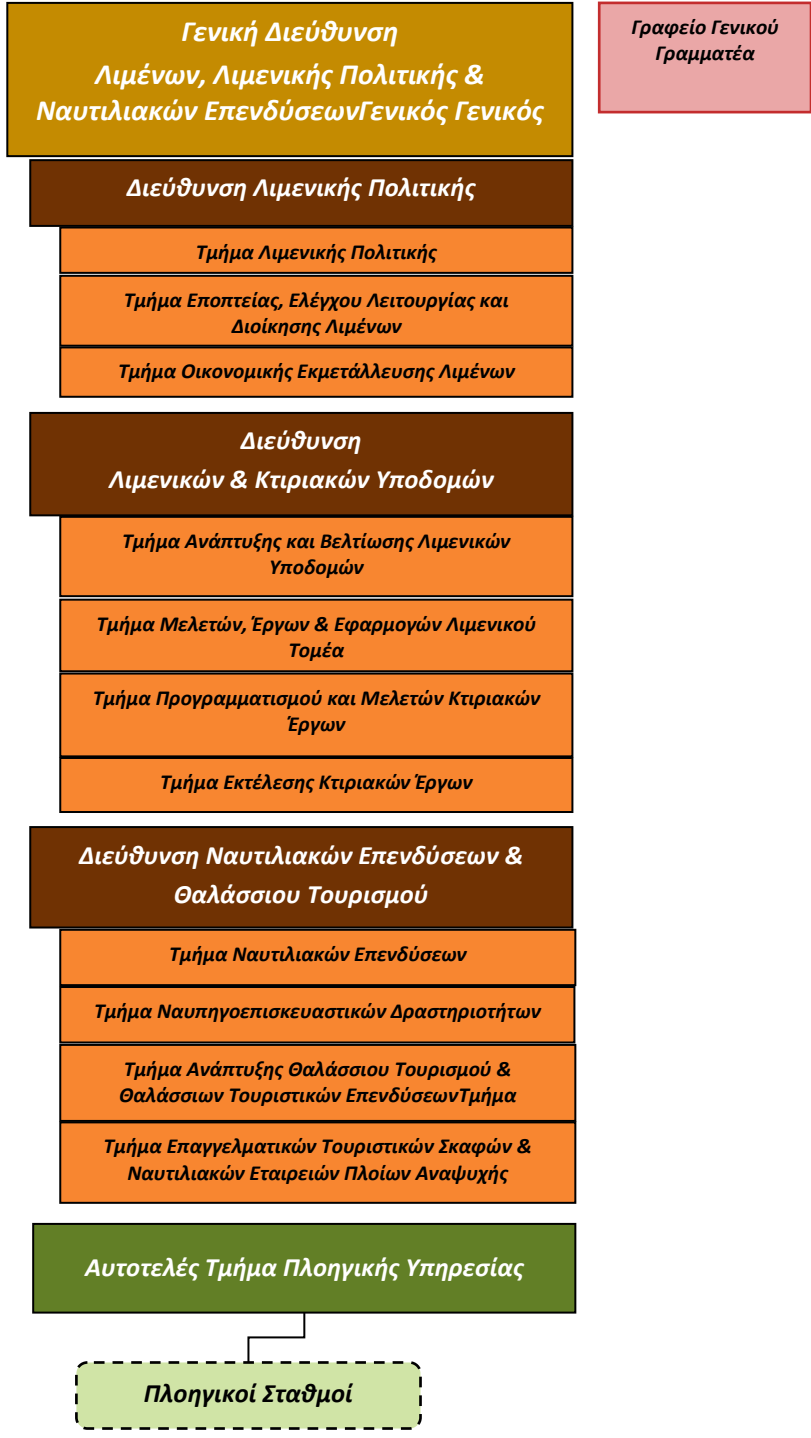 Γενική Διεύθυνση
Λιμένων, Λιμενικής Πολιτικής &
Ναυτιλιακών ΕπενδύσεωνΓενικός Γενικός
Γραφείο Γενικού
Γραμματέα
Διεύθυνση Λιμενικής Πολιτικής
Τμήμα Λιμενικής Πολιτικής
Τμήμα Εποπτείας, Ελέγχου Λειτουργίας και
Διοίκησης Λιμένων
Τμήμα Οικονομικής Εκμετάλλευσης Λιμένων
Διεύθυνση
Λιμενικών & Κτιριακών Υποδομών
Τμήμα Ανάπτυξης και Βελτίωσης Λιμενικών
Υποδομών
Τμήμα Μελετών, Έργων & Εφαρμογών Λιμενικού
Τομέα
Τμήμα Προγραμματισμού και Μελετών Κτιριακών
Έργων
Τμήμα Εκτέλεσης Κτιριακών Έργων
Διεύθυνση Ναυτιλιακών Επενδύσεων &
Θαλάσσιου Τουρισμού
Τμήμα Ναυτιλιακών Επενδύσεων
Τμήμα Ναυπηγοεπισκευαστικών Δραστηριοτήτων
Τμήμα Ανάπτυξης Θαλάσσιου Τουρισμού &
Θαλάσσιων Τουριστικών ΕπενδύσεωνΤμήμα
Τμήμα Επαγγελματικών Τουριστικών Σκαφών &
Ναυτιλιακών Εταιρειών Πλοίων Αναψυχής
Αυτοτελές Τμήμα Πλοηγικής Υπηρεσίας
Πλοηγικοί Σταθμοί